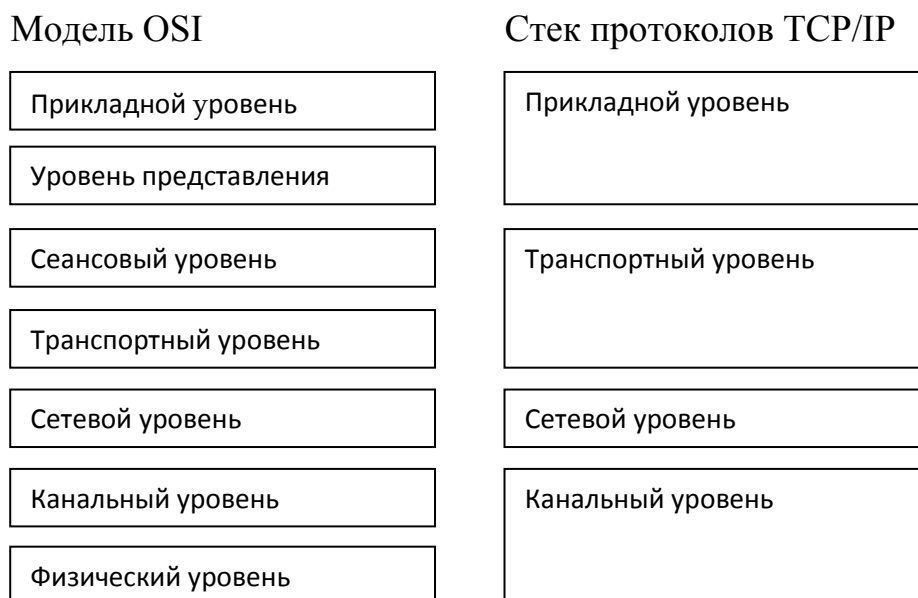 Модель OSI
Прикладной уровень
Уровень представления
Сеансовый уровень
Транспортный уровень
Сетевой уровень
Канальный уровень
Физический уровень
Стек протоколов TCP/IP
Прикладной уровень
Транспортный уровень
Сетевой уровень
Канальный уровень